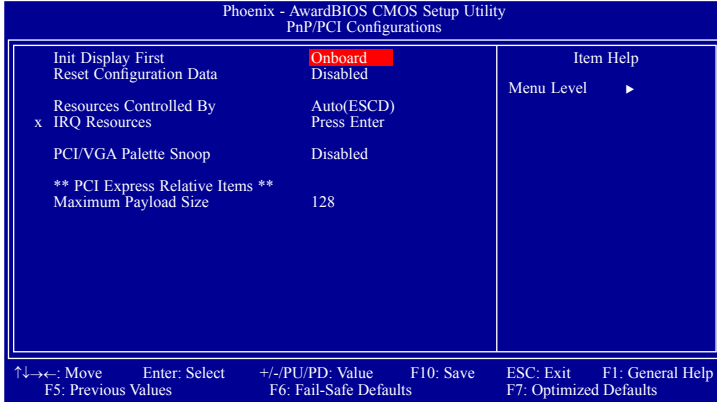 Phoenix - AwardBIOS CMOS Setup Utility
PnP/PCI Configurations
Init Display First Onboard
Reset Configuration Data Disabled
Resources Controlled By Auto(ESCD)
x IRQ Resources Press Enter
PCI/VGA Palette Snoop Disabled
** PCI Express Relative Items **
Maximum Payload Size 128
Item Help
Menu Level ►
↑↓→←: Move Enter: Select +/-/PU/PD: Value F10: Save ESC: Exit F1: General Help
F5: Previous Values F6: Fail-Safe Defaults F7: Optimized Defaults